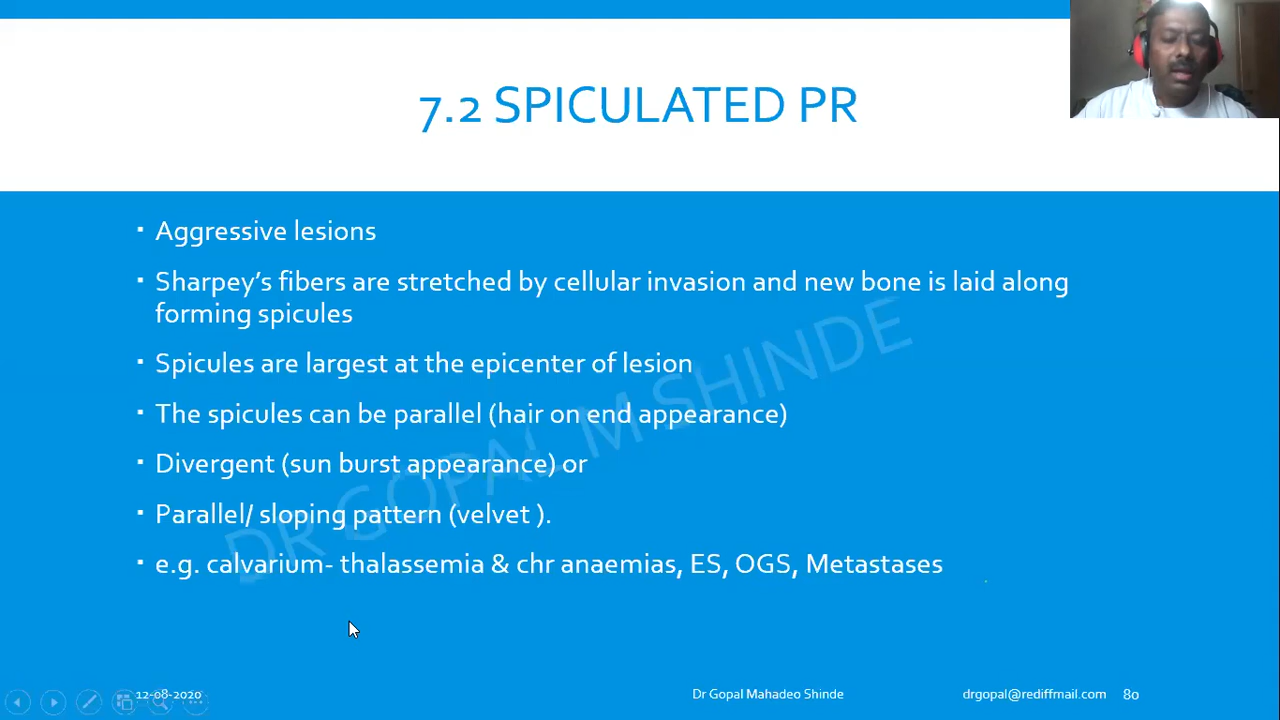 7.2 SPICULATED PR
▪ Aggressive lesions
▪ Sharpey’s fibers are stretched by cellular invasion and new bone is laid along
forming spicules
▪ Spicules are largest at the epicenter of lesion
▪ The spicules can be parallel (hair on end appearance)
▪ Divergent (sun burst appearance) or
▪ Parallel/ sloping pattern (velvet ).
▪ e.g. calvarium- thalassemia & chr anaemias, ES, OGS, Metastases
DR GOPAL M SHINDE
12-08-2020
Dr Gopal Mahadeo Shinde
drgopal@rediffmail.com
80